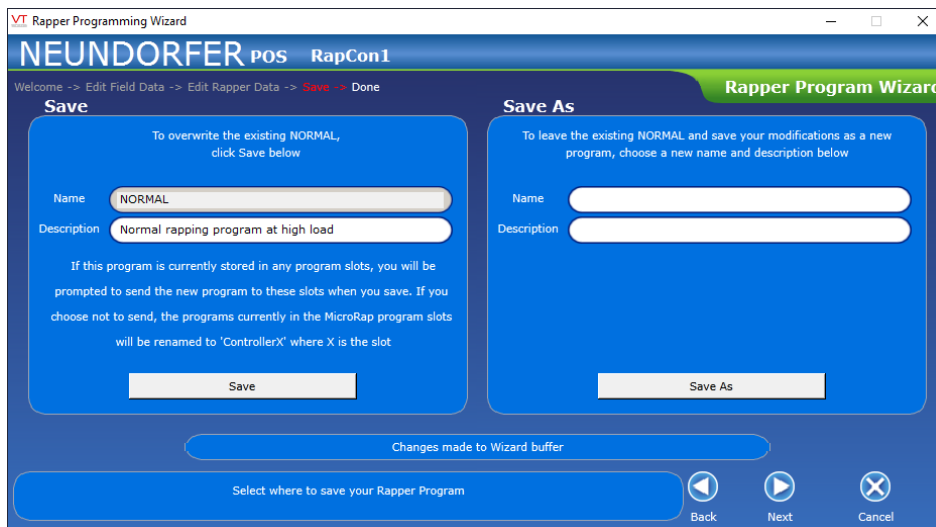 VT Rapper Programming Wizard
NEUNDORFER POS RapCon1
Welcome -> Edit Field Data -> Edit Rapper Data -> Save -> Done
Rapper Program Wizard
Save
To overwrite the existing NORMAL,
click Save below
Name NORMAL
Description Normal rapping program at high load
If this program is currently stored in any program slots, you will be
prompted to send the new program to these slots when you save. If you
choose not to send, the programs currently in the MicroRap program slots
will be renamed to 'ControllerX' where X is the slot
Save
Save As
To leave the existing NORMAL and save your modifications as a new
program, choose a new name and description below
Name
Description
Save As
Changes made to Wizard buffer
Select where to save your Rapper Program
Back Next Cancel